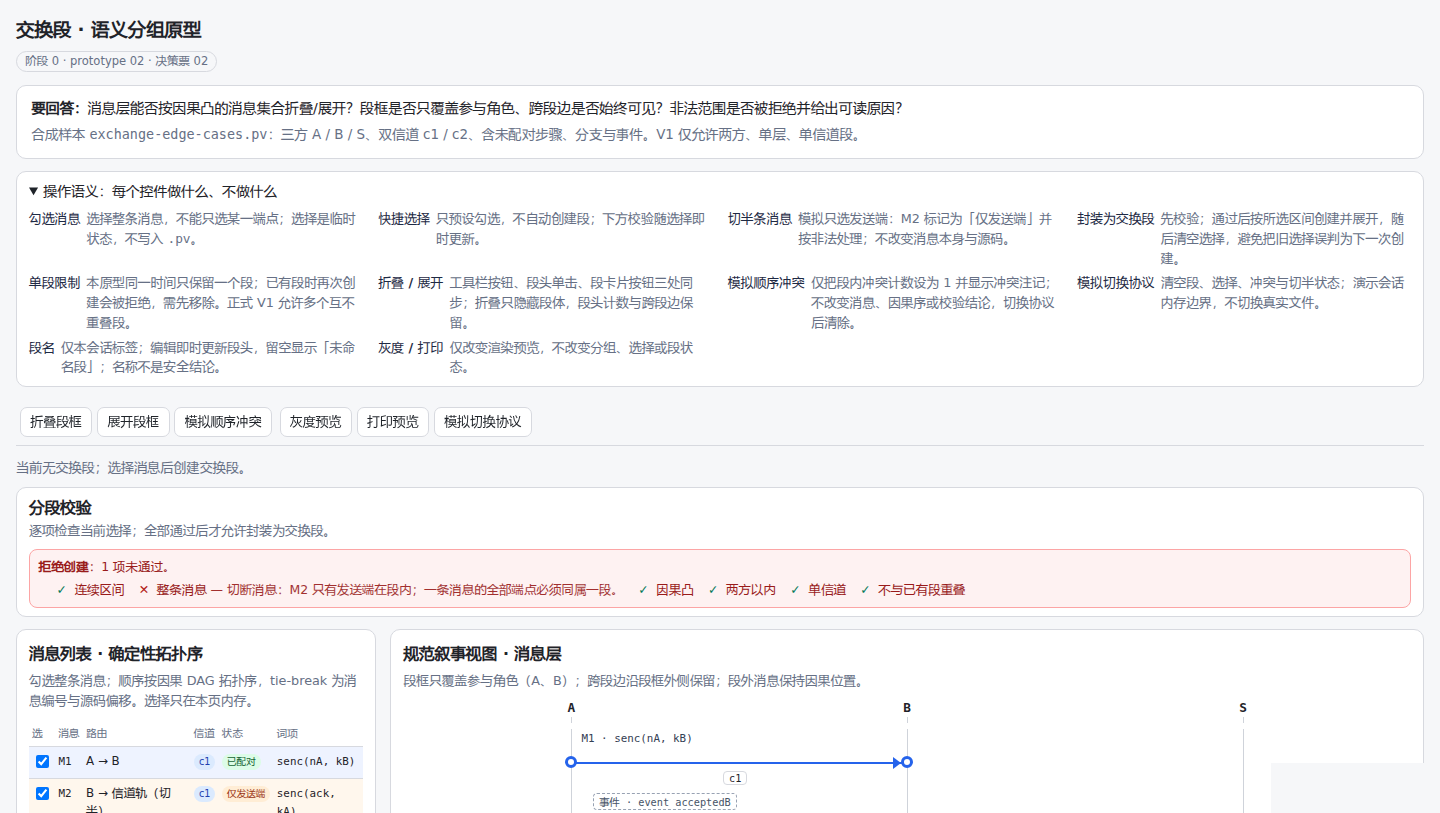 交换段 · 语义分组原型
阶段 0 · prototype 02 · 决策票 02
要回答：消息层能否按因果凸的消息集合折叠/展开？段框是否只覆盖参与角色、跨段边是否始终可见？非法范围是否被拒绝并给出可读原因？
合成样本 exchange-edge-cases.pv：三方 A / B / S、双信道 c1 / c2、含未配对步骤、分支与事件。V1 仅允许两方、单层、单信道段。
▼ 操作语义：每个控件做什么、不做什么
勾选消息 选择整条消息，不能只选某一端点；选择是临时
状态，不写入 .pv。
快捷选择 只预设勾选，不自动创建段；下方校验随选择即
时更新。
切半条消息 模拟只选发送端：M2 标记为「仅发送端」并
按非法处理；不改变消息本身与源码。
封装为交换段 先校验；通过后按所选区间创建并展开，随
后清空选择，避免把旧选择误判为下一次创
建。
单段限制 本原型同一时间只保留一个段；已有段时再次创
建会被拒绝，需先移除。正式 V1 允许多个互不
重叠段。
折叠 / 展开 工具栏按钮、段头单击、段卡片按钮三处同
步；折叠只隐藏段体，段头计数与跨段边保
留。
模拟顺序冲突 仅把段内冲突计数设为 1 并显示冲突注记；
不改变消息、因果序或校验结论，切换协议
后清除。
模拟切换协议 清空段、选择、冲突与切半状态；演示会话
内存边界，不切换真实文件。
段名 仅本会话标签；编辑即时更新段头，留空显示「未命
名段」；名称不是安全结论。
灰度 / 打印 仅改变渲染预览，不改变分组、选择或段状
态。
折叠段框 展开段框 模拟顺序冲突 灰度预览 打印预览 模拟切换协议
当前无交换段；选择消息后创建交换段。
分段校验
逐项检查当前选择；全部通过后才允许封装为交换段。
拒绝创建：1 项未通过。
✓ 连续区间 ✕ 整条消息 — 切断消息：M2 只有发送端在段内；一条消息的全部端点必须同属一段。 ✓ 因果凸 ✓ 两方以内 ✓ 单信道 ✓ 不与已有段重叠
消息列表 · 确定性拓扑序
勾选整条消息；顺序按因果 DAG 拓扑序，tie-break 为消
息编号与源码偏移。选择只在本页内存。
选 消息 路由 信道 状态 词项
M1 A → B c1 已配对 senc(nA, kB)
M2 B → 信道轨（切 c1 仅发送端 senc(ack,
半） kA)
规范叙事视图 · 消息层
段框只覆盖参与角色（A、B）；跨段边沿段框外侧保留；段外消息保持因果位置。
A B S
M1 · senc(nA, kB)
c1
事件 · event acceptedB